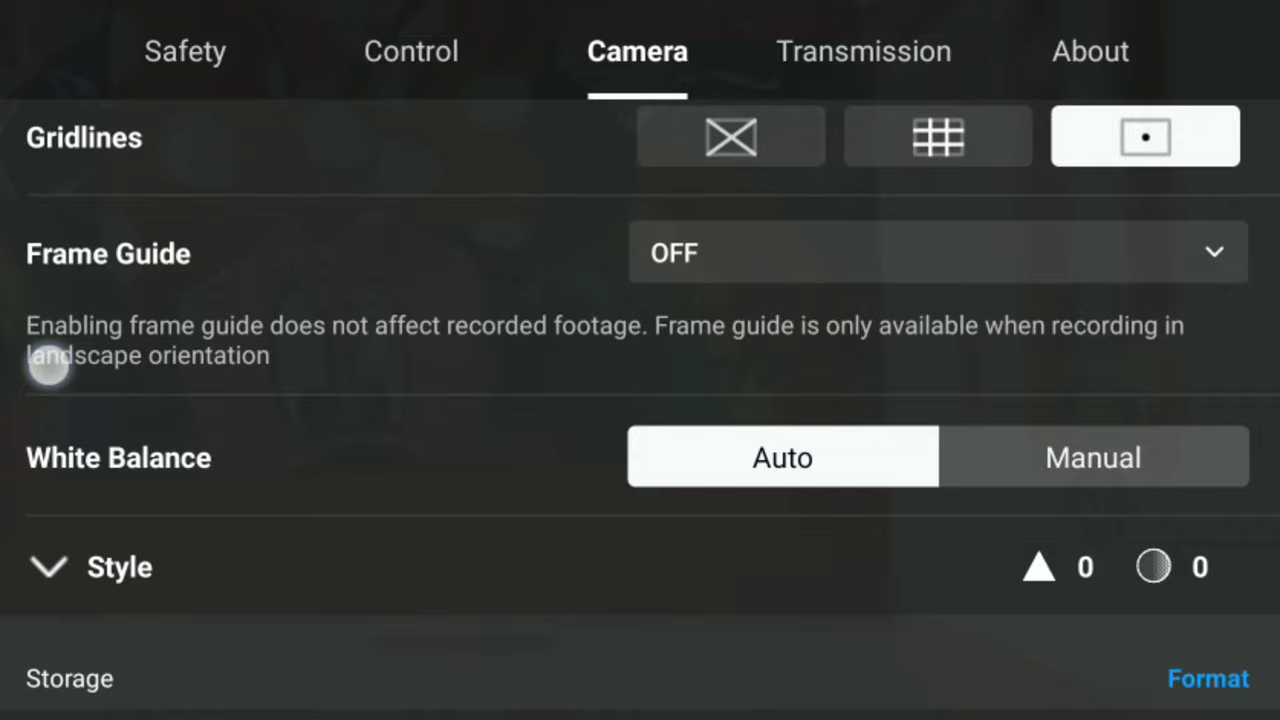 Safety Control Camera Transmission About
Gridlines
Frame Guide OFF
Enabling frame guide does not affect recorded footage. Frame guide is only available when recording in
landscape orientation
White Balance Auto Manual
Style 0 0
Storage Format